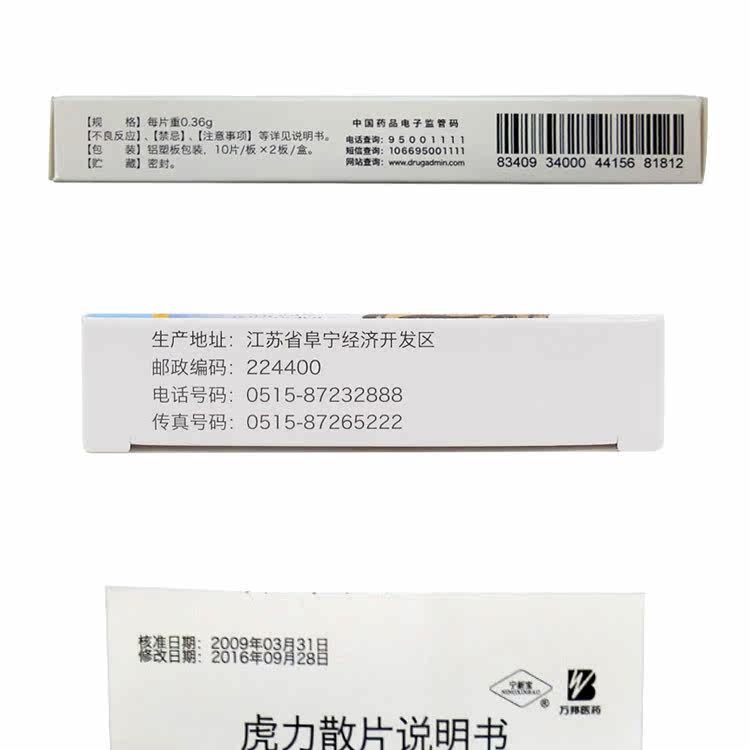 【规　格】每片重0.36g
【不良反应】、【禁忌】、【注意事项】等详见说明书。
【包　装】铝塑板包装，10片/板×2板/盒。
【贮　藏】密封。
中国药品电子监管码
电话查询：95001111
短信查询：106695001111
网站查询：www.drugadmin.com
83409 34000 44156 81812
生产地址：江苏省阜宁经济开发区
邮政编码：224400
电话号码：0515-87232888
传真号码：0515-87265222
核准日期：2009年03月31日
修改日期：2016年09月28日
宁新宝
NINGXINBAO
®
万邦医药
虎力散片说明书